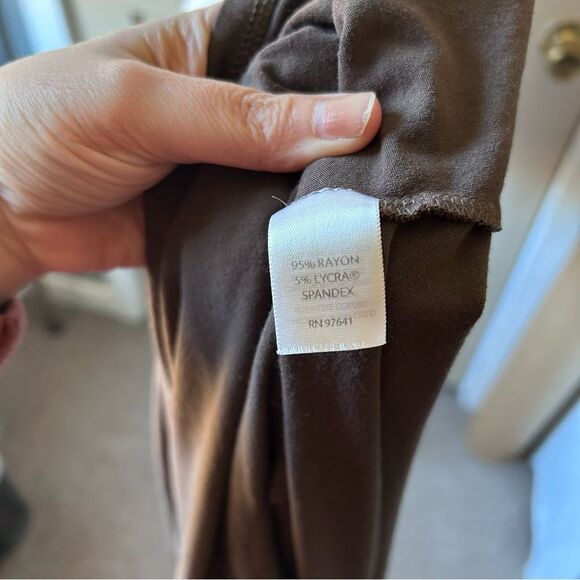 95% RAYON
5% LYCRA®
SPANDEX
RN 97641